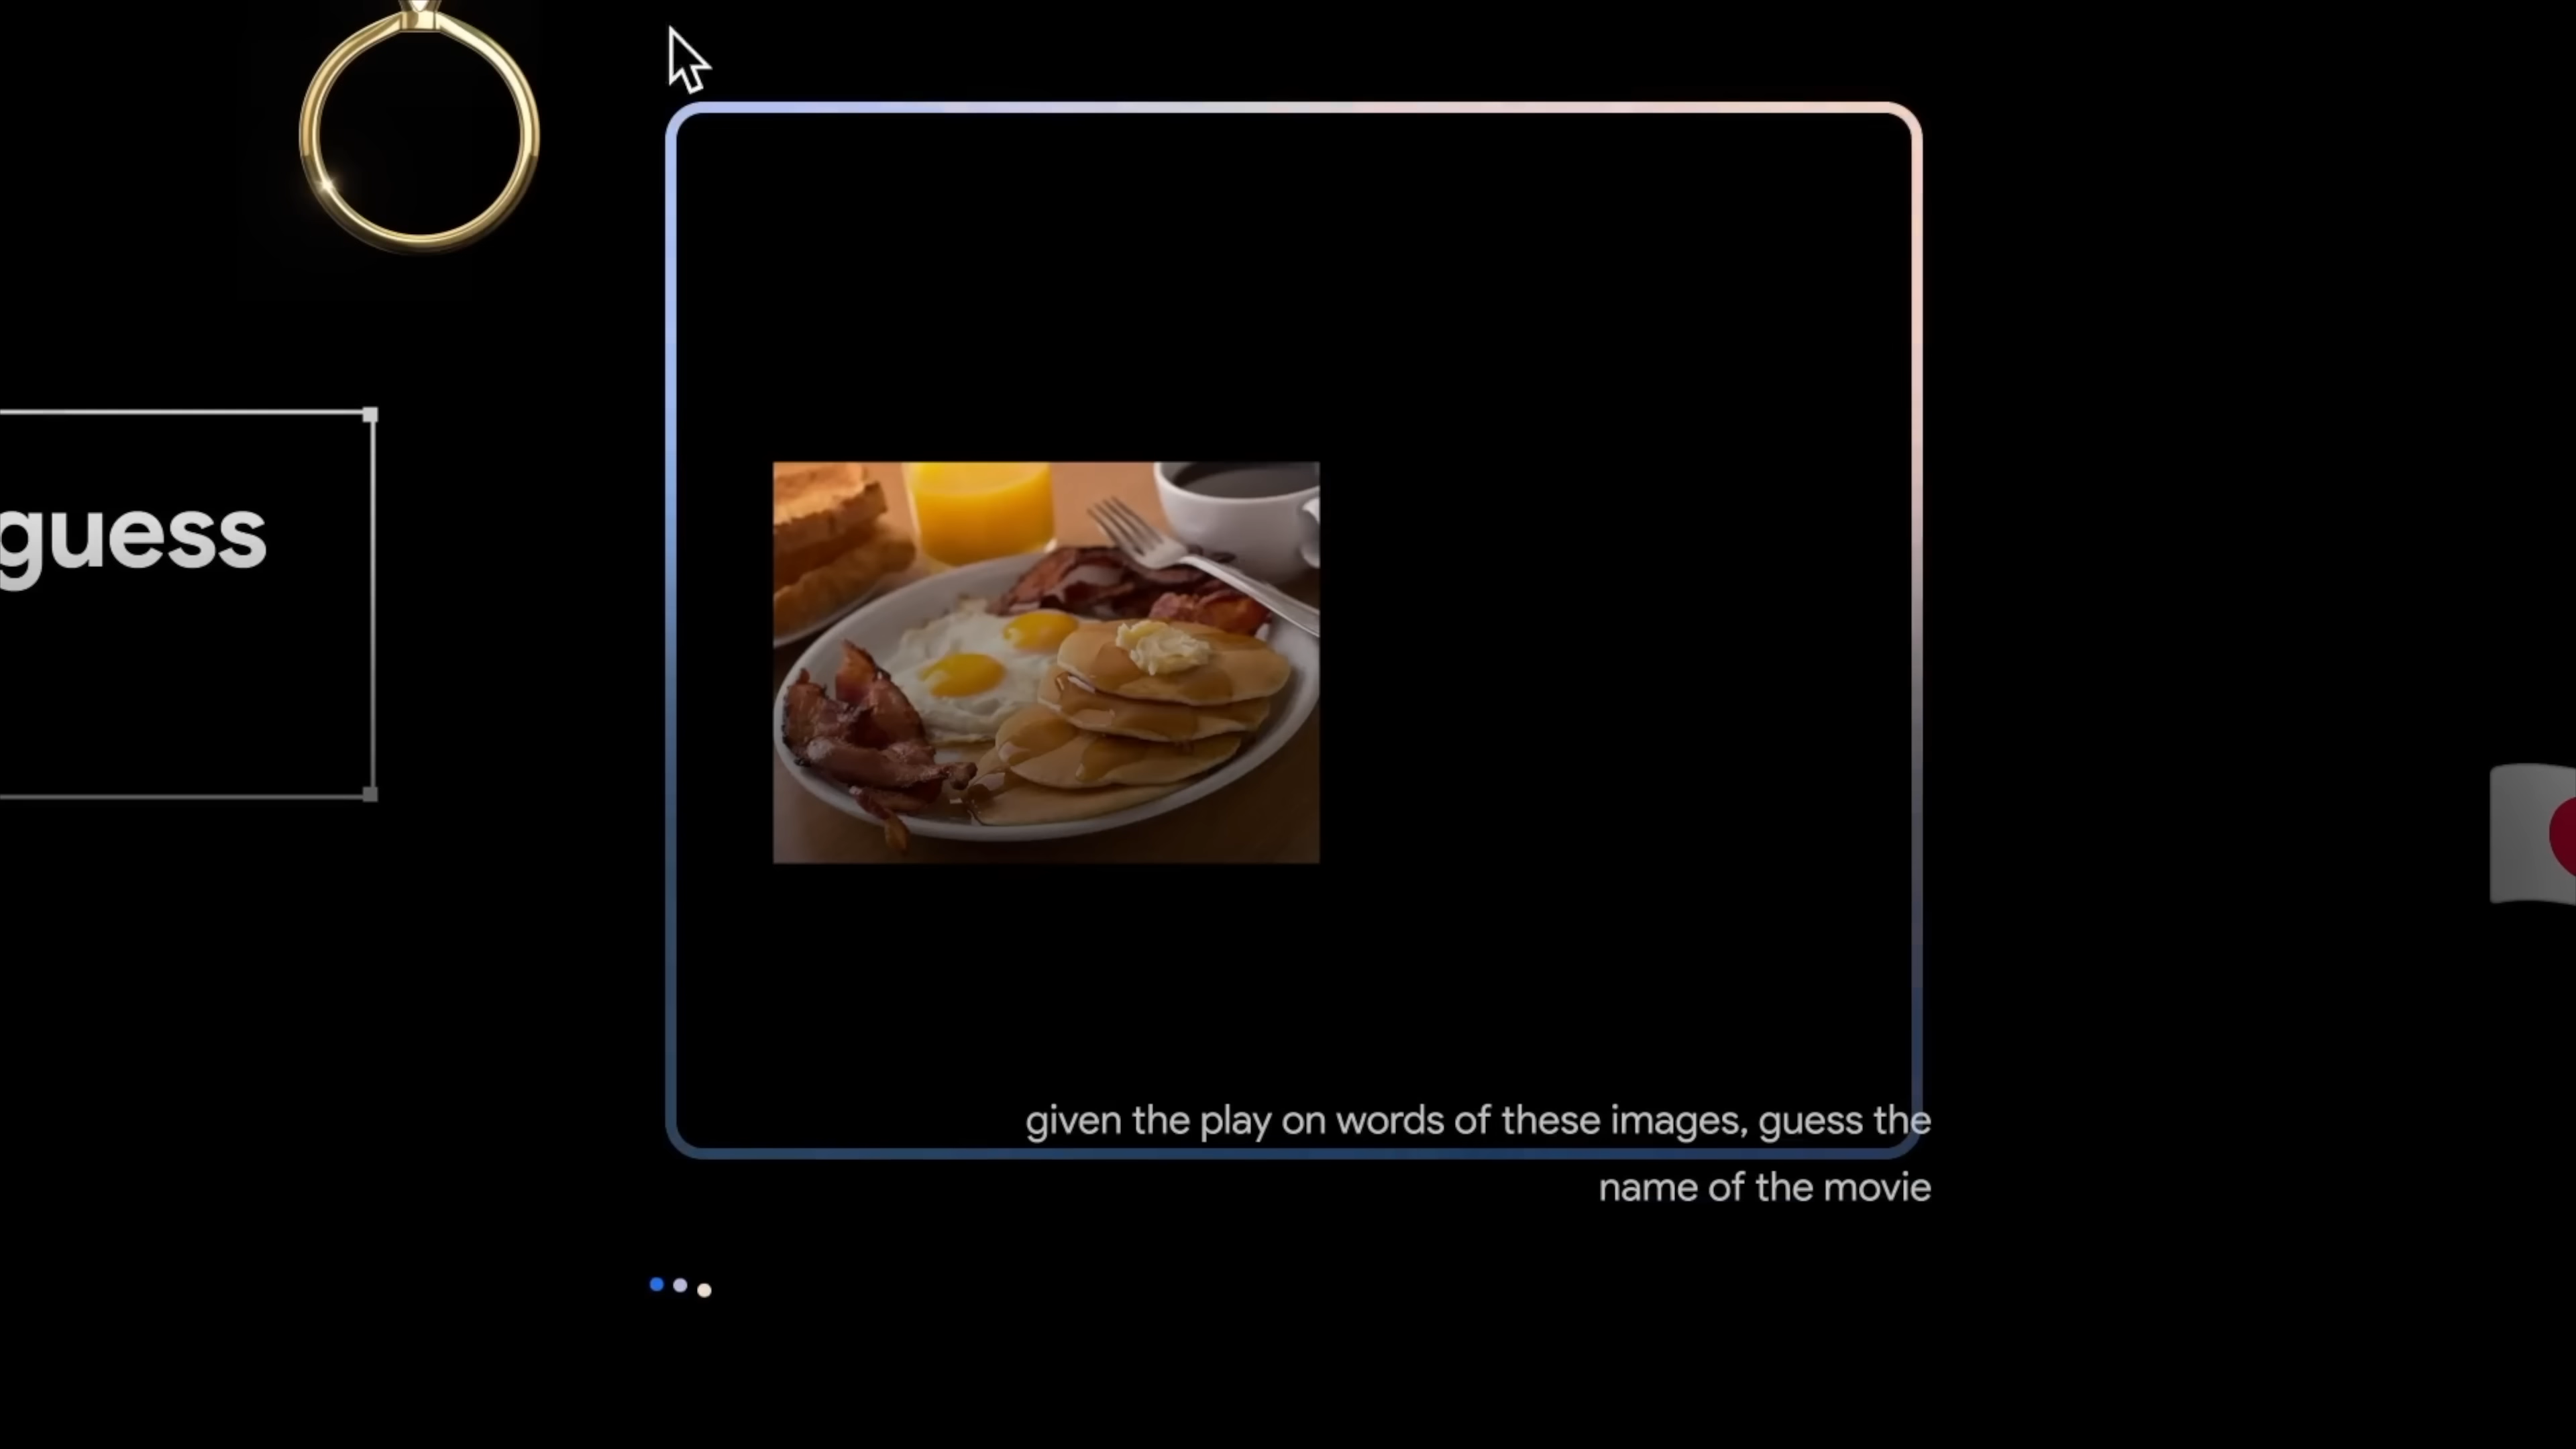 guess
given the play on words of these images, guess the
name of the movie